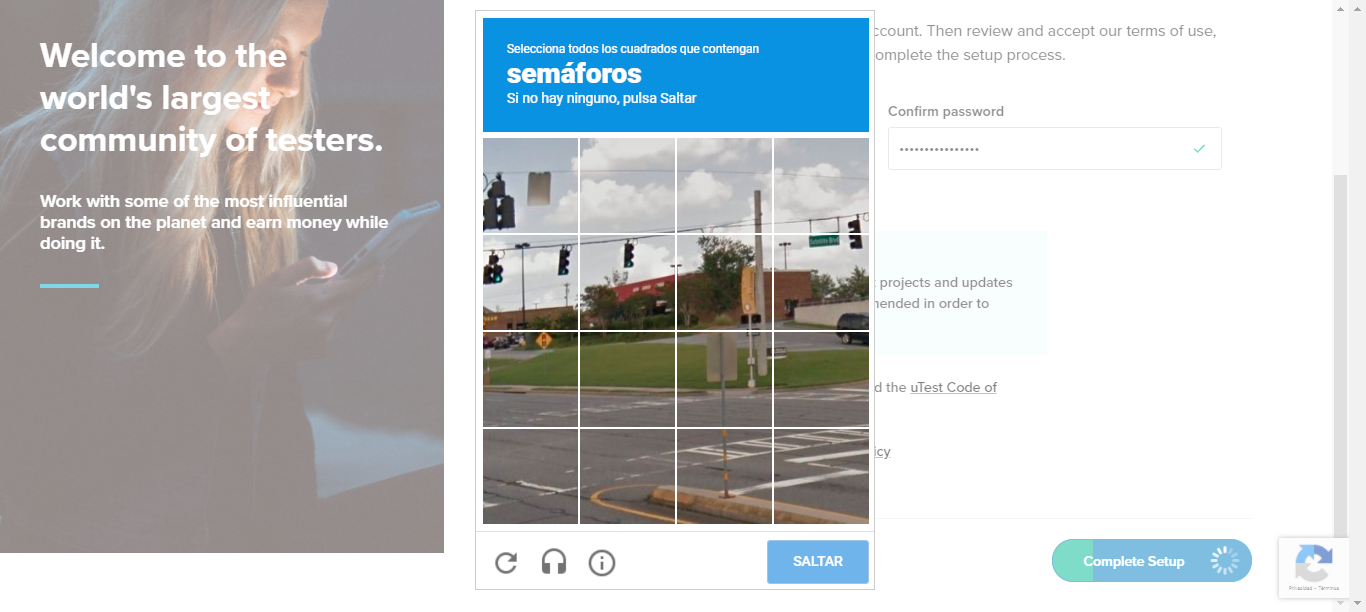 Welcome to the
world's largest
community of testers.
Work with some of the most influential
brands on the planet and earn money while
doing it.
Selecciona todos los cuadrados que contengan
semáforos
Si no hay ninguno, pulsa Saltar
SALTAR
ccount. Then review and accept our terms of use,
omplete the setup process.
Confirm password
projects and updates
nended in order to
d the uTest Code of
icy
Complete Setup
Privacidad - Términos